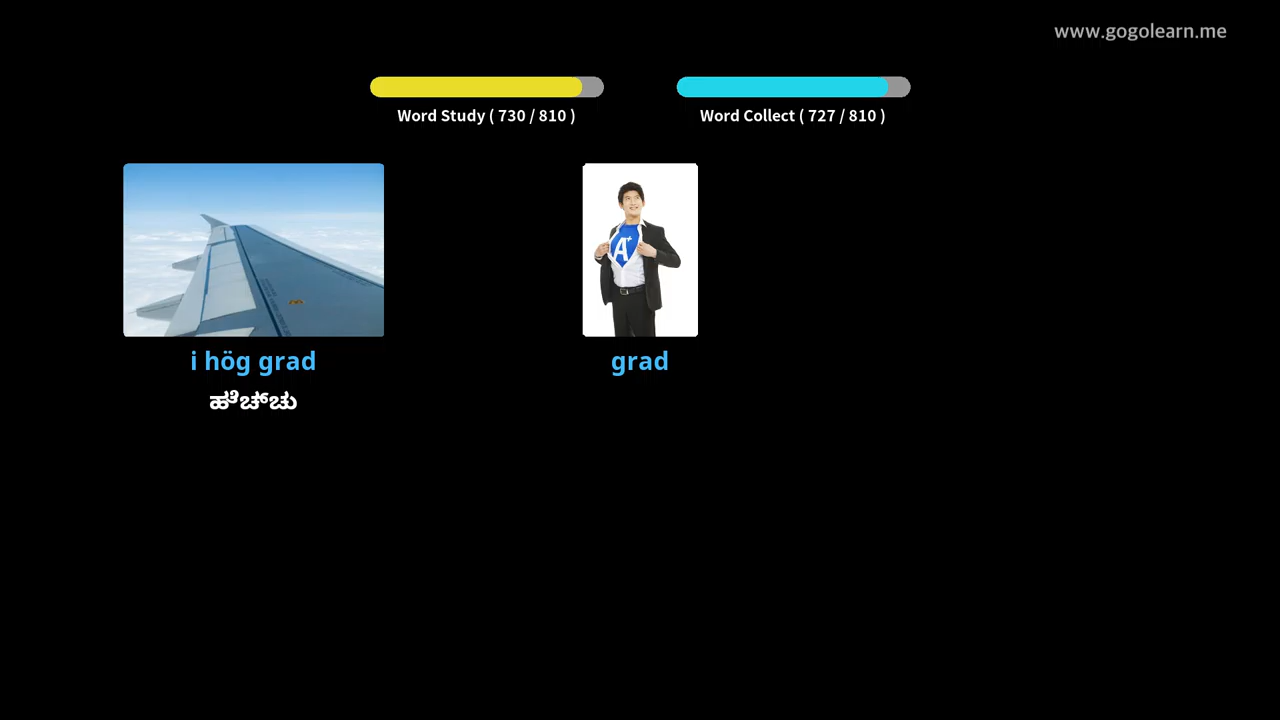 www.gogolearn.me
Word Study ( 730 / 810 )
Word Collect ( 727 / 810 )
A+
i hög grad
grad
ಹೆಚ್ಚು